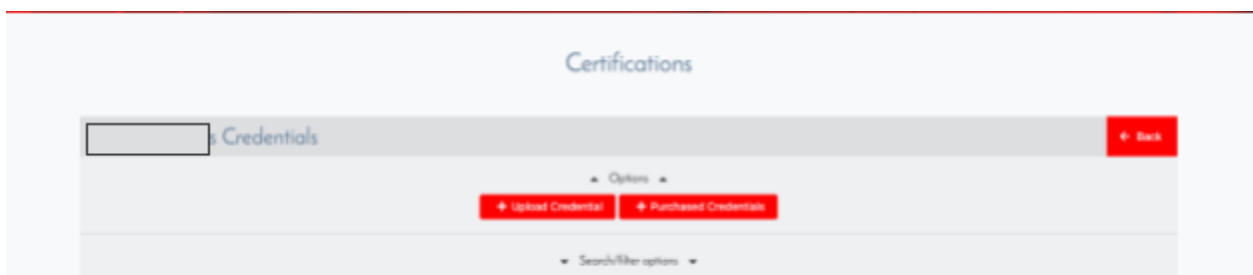 Certifications
s Credentials
← Back
▲ Options ▲
+ Upload Credential
+ Purchased Credentials
▼ Search/filter options ▼